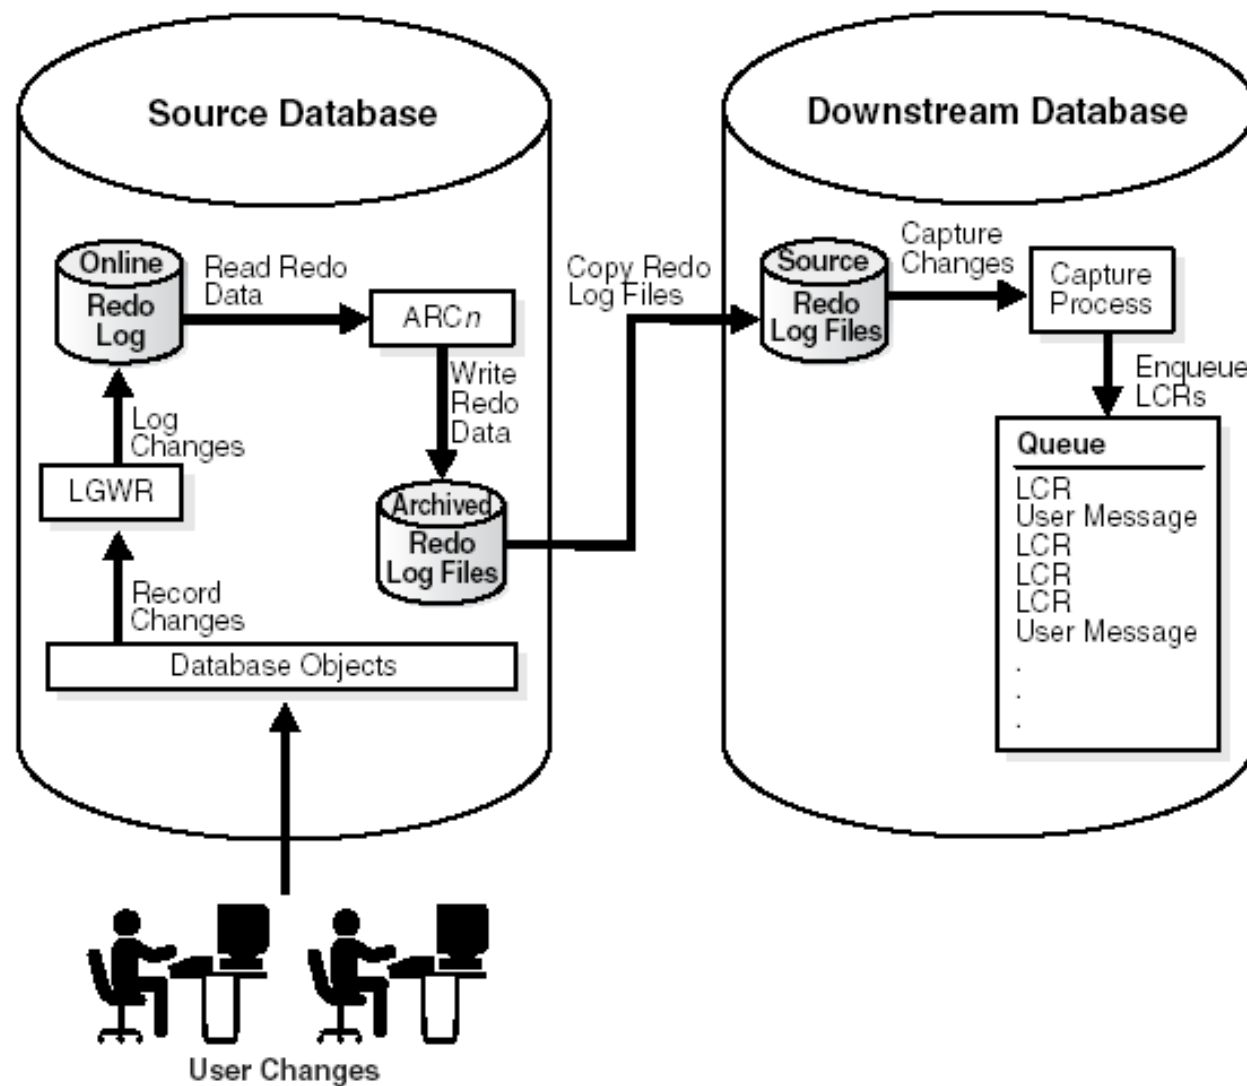 Source Database
Downstream Database
Online
Redo
Log
Read Redo
Data
ARCn
Write
Redo
Data
Log
Changes
LGWR
Archived
Redo
Log Files
Record
Changes
Database Objects
Copy Redo
Log Files
Source
Redo
Log Files
Capture
Changes
Capture
Process
Enqueue
LCRs
Queue
LCR
User Message
LCR
LCR
LCR
User Message
.
.
.
User Changes